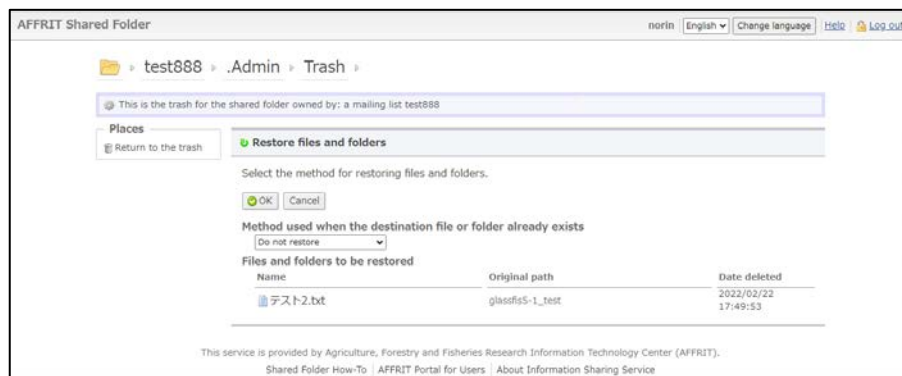 AFFRIT Shared Folder
norin English Change language Help Log out
test888 .Admin Trash
This is the trash for the shared folder owned by: a mailing list test888
Places
Return to the trash
Restore files and folders
Select the method for restoring files and folders.
OK Cancel
Method used when the destination file or folder already exists
Do not restore
Files and folders to be restored
Name Original path Date deleted
テスト2.txt glassfis5-1_test 2022/02/22
17:49:53
This service is provided by Agriculture, Forestry and Fisheries Research Information Technology Center (AFFRIT).
Shared Folder How-To | AFFRIT Portal for Users | About Information Sharing Service